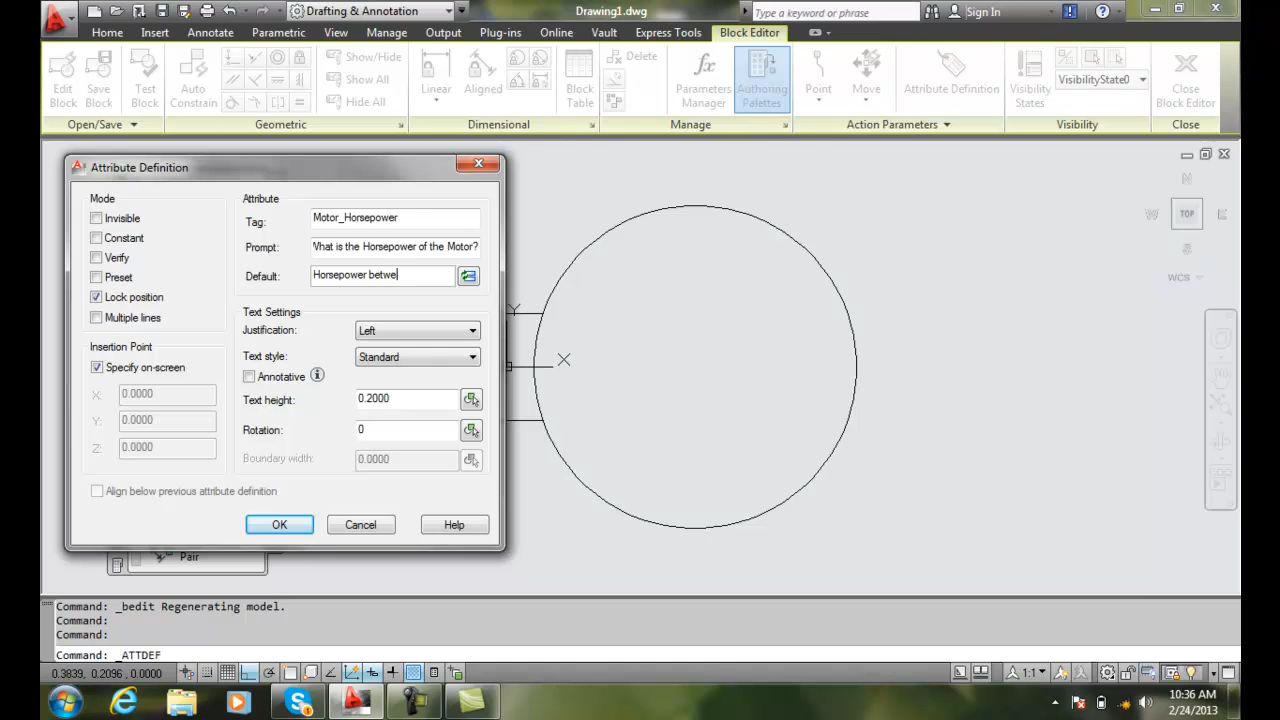 Drafting & Annotation
Drawing1.dwg
Type a keyword or phrase
Sign In
Home Insert Annotate Parametric View Manage Output Plug-ins Online Vault Express Tools Block Editor
Edit Block
Save Block
Test Block
Auto Constrain
Show/Hide
Show All
Hide All
Linear
Aligned
Block Table
Delete
Parameters Manager
Authoring Palettes
Point
Move
Attribute Definition
Visibility States
VisibilityState0
Close Block Editor
Open/Save Geometric Dimensional Manage Action Parameters Visibility Close
Attribute Definition
Mode
Invisible
Constant
Verify
Preset
Lock position
Multiple lines
Insertion Point
Specify on-screen
X: 0.0000
Y: 0.0000
Z: 0.0000
Align below previous attribute definition
Attribute
Tag: Motor_Horsepower
Prompt: What is the Horsepower of the Motor?
Default: Horsepower betwe
Text Settings
Justification: Left
Text style: Standard
Annotative
Text height: 0.2000
Rotation: 0
Boundary width: 0.0000
OK Cancel Help
Pair
Y
X
N
W TOP E
S
WCS
Command: _bedit Regenerating model.
Command:
Command:
Command: _ATTDEF
0.3839, 0.2096, 0.0000
1:1
10:36 AM
2/24/2013